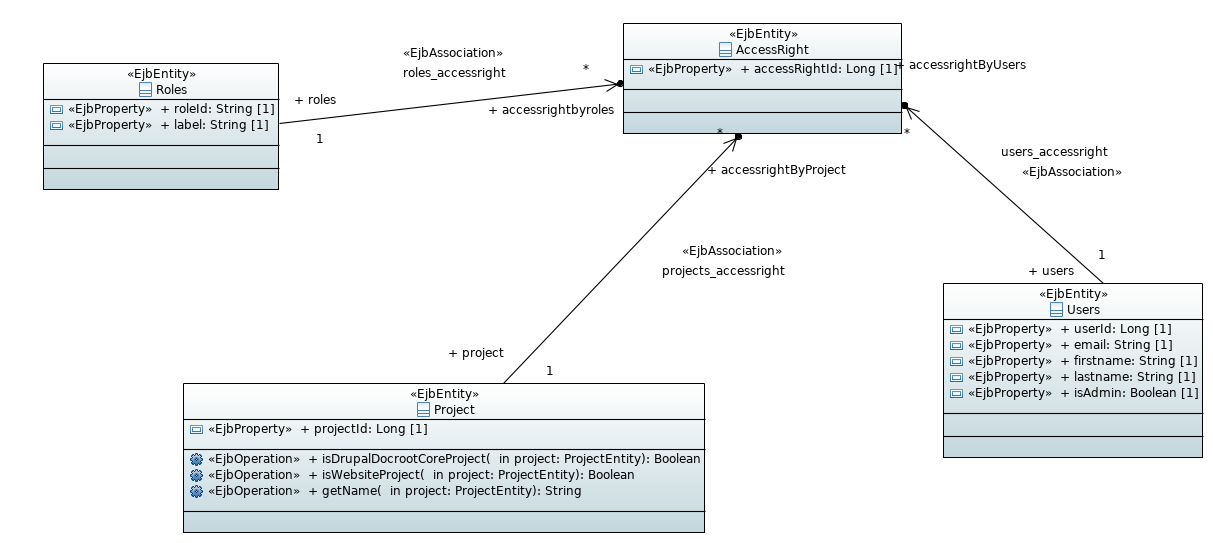 «EjbEntity»
Roles
«EjbProperty» + roleId: String [1]
«EjbProperty» + label: String [1]
«EjbAssociation»
roles_accessright
+ roles
1
*
+ accessrightbyroles
«EjbEntity»
AccessRight
«EjbProperty» + accessRightId: Long [1]
+ accessrightByUsers
*
users_accessright
«EjbAssociation»
1
+ users
*
+ accessrightByProject
«EjbAssociation»
projects_accessright
+ project
1
«EjbEntity»
Users
«EjbProperty» + userId: Long [1]
«EjbProperty» + email: String [1]
«EjbProperty» + firstname: String [1]
«EjbProperty» + lastname: String [1]
«EjbProperty» + isAdmin: Boolean [1]
«EjbEntity»
Project
«EjbProperty» + projectId: Long [1]
«EjbOperation» + isDrupalDocrootCoreProject( in project: ProjectEntity): Boolean
«EjbOperation» + isWebsiteProject( in project: ProjectEntity): Boolean
«EjbOperation» + getName( in project: ProjectEntity): String